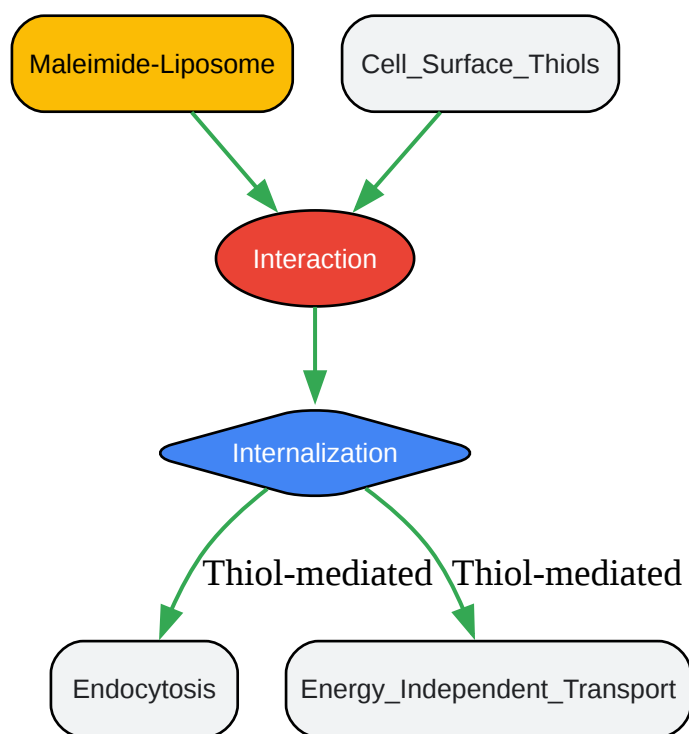 Maleimide-Liposome
Cell_Surface_Thiols
Interaction
Internalization
Thiol-mediated
Thiol-mediated
Endocytosis
Energy_Independent_Transport